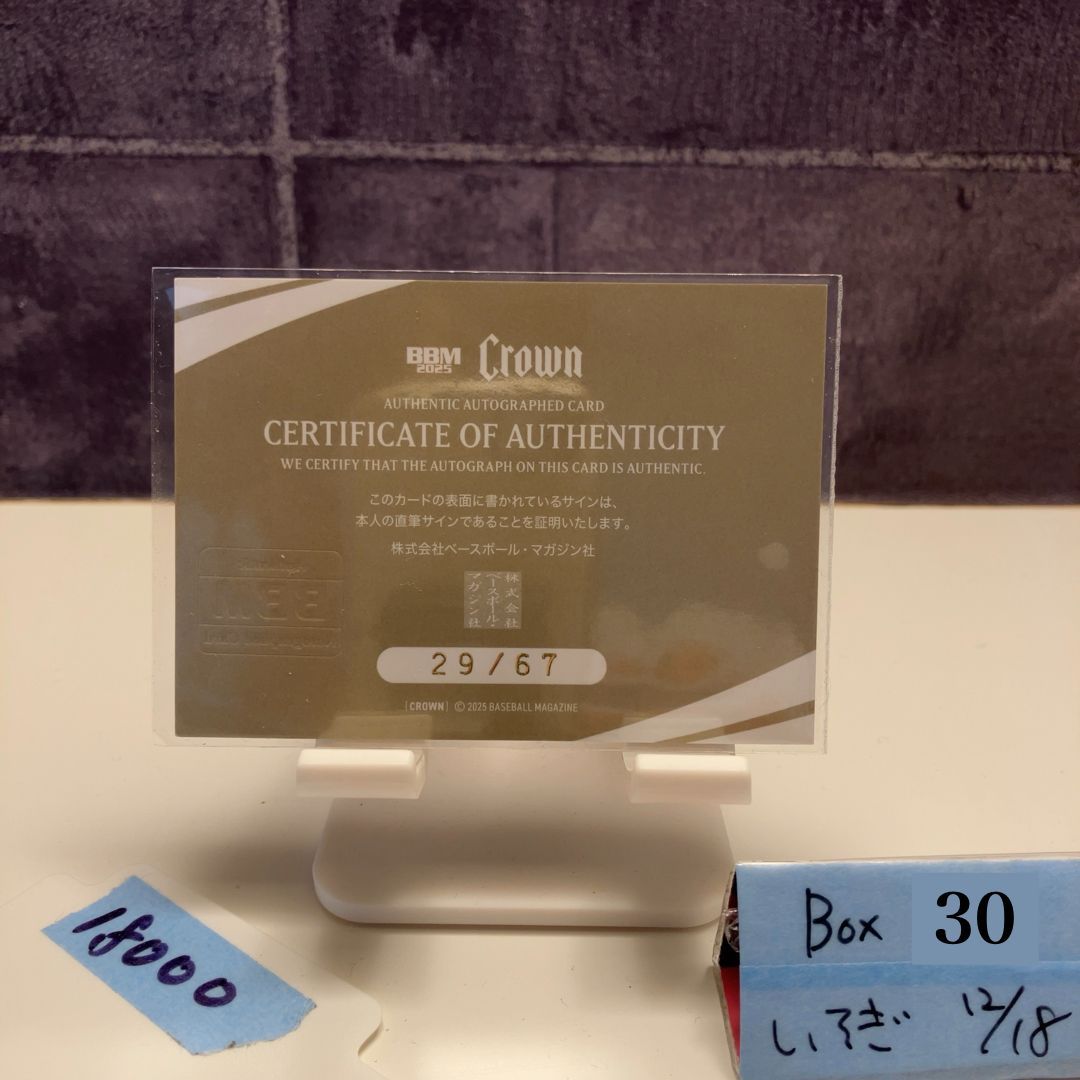 BBM 2025 Crown
AUTHENTIC AUTOGRAPHED CARD
CERTIFICATE OF AUTHENTICITY
WE CERTIFY THAT THE AUTOGRAPH ON THIS CARD IS AUTHENTIC.
このカードの表面に書かれているサインは、
本人の直筆サインであることを証明いたします。
株式会社ベースボール・マガジン社
株式会社
ベースボール・
マガジン社
BBM
29/67
[CROWN] © 2025 BASEBALL MAGAZINE
18000
Box 30
12/18